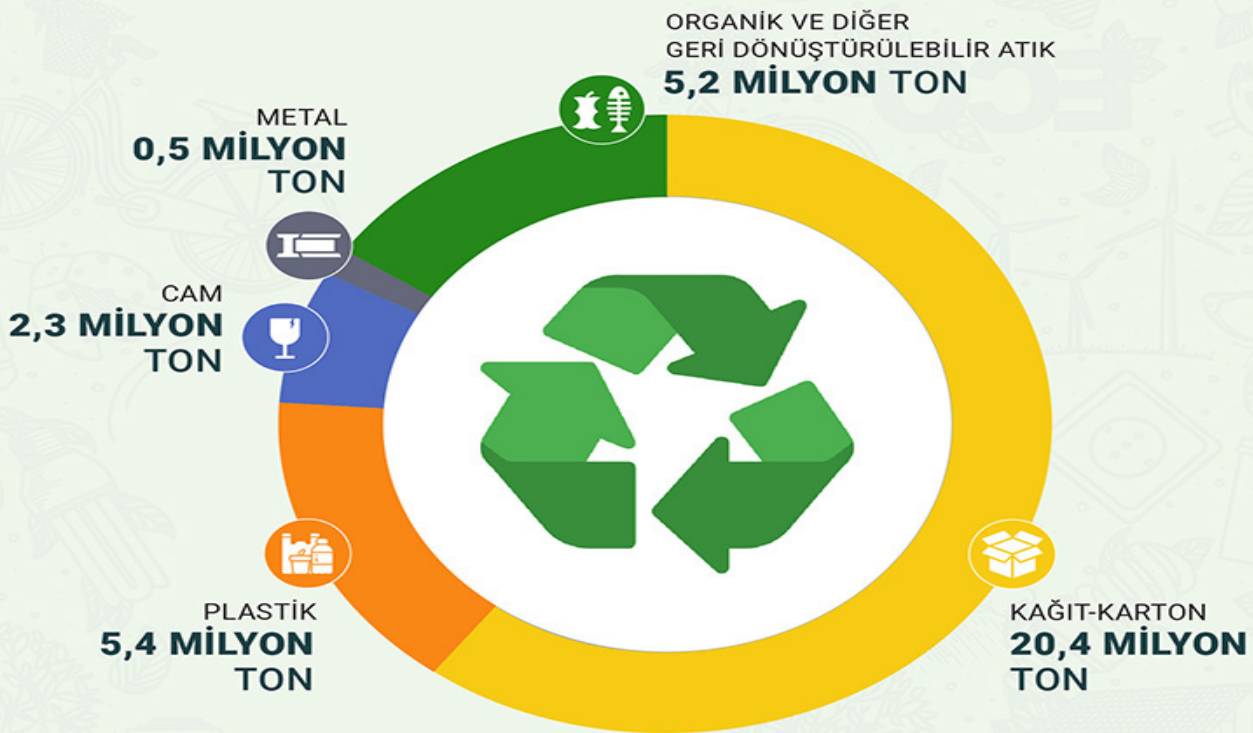 ORGANİK VE DİĞER
GERİ DÖNÜŞTÜRÜLEBİLİR ATIK
5,2 MİLYON TON
METAL
0,5 MİLYON
TON
CAM
2,3 MİLYON
TON
PLASTİK
5,4 MİLYON
TON
KAĞIT-KARTON
20,4 MİLYON
TON
ECO